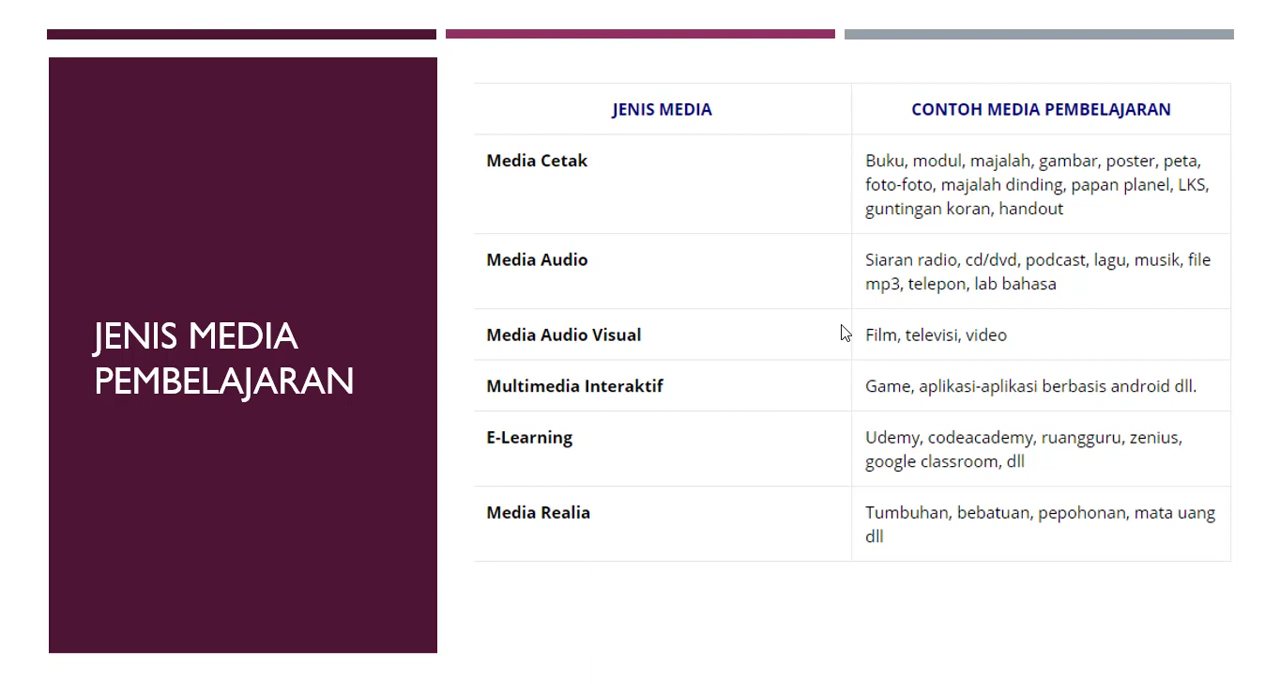 JENIS MEDIA
PEMBELAJARAN
JENIS MEDIA
CONTOH MEDIA PEMBELAJARAN
Media Cetak
Buku, modul, majalah, gambar, poster, peta,
foto-foto, majalah dinding, papan planel, LKS,
guntingan koran, handout
Media Audio
Siaran radio, cd/dvd, podcast, lagu, musik, file
mp3, telepon, lab bahasa
Media Audio Visual
Film, televisi, video
Multimedia Interaktif
Game, aplikasi-aplikasi berbasis android dll.
E-Learning
Udemy, codeacademy, ruangguru, zenius,
google classroom, dll
Media Realia
Tumbuhan, bebatuan, pepohonan, mata uang
dll